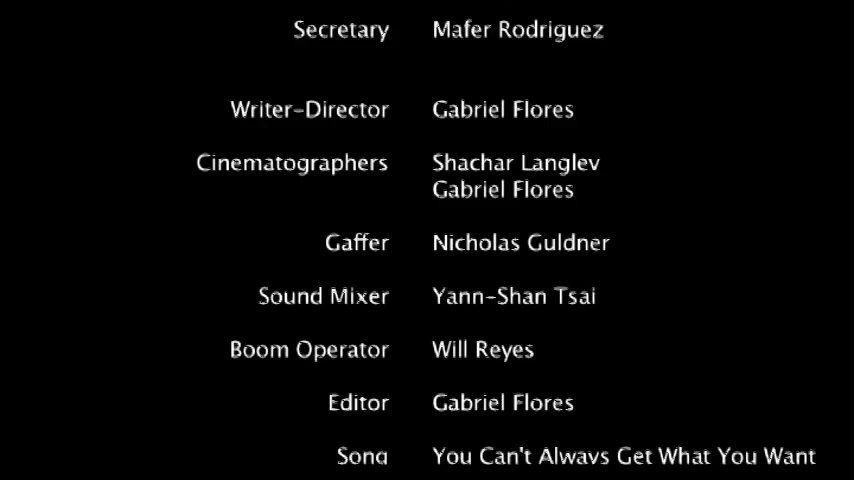 Secretary Mafer Rodriguez
Writer-Director Gabriel Flores
Cinematographers Shachar Langlev
Gabriel Flores
Gaffer Nicholas Guldner
Sound Mixer Yann-Shan Tsai
Boom Operator Will Reyes
Editor Gabriel Flores
Song You Can't Always Get What You Want